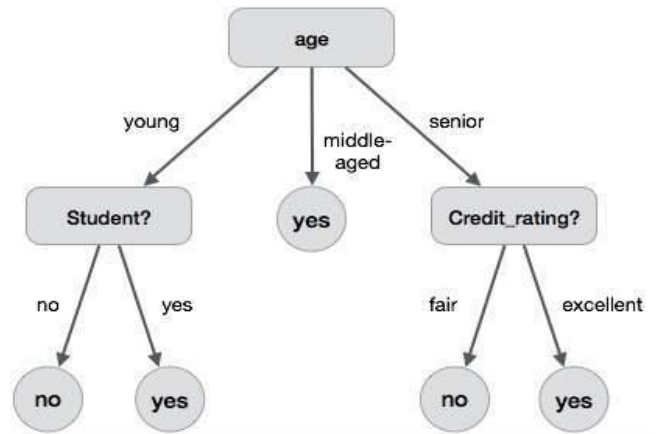 age
young
middle-
aged
senior
Student?
yes
Credit_rating?
no
yes
fair
excellent
no
yes
no
yes